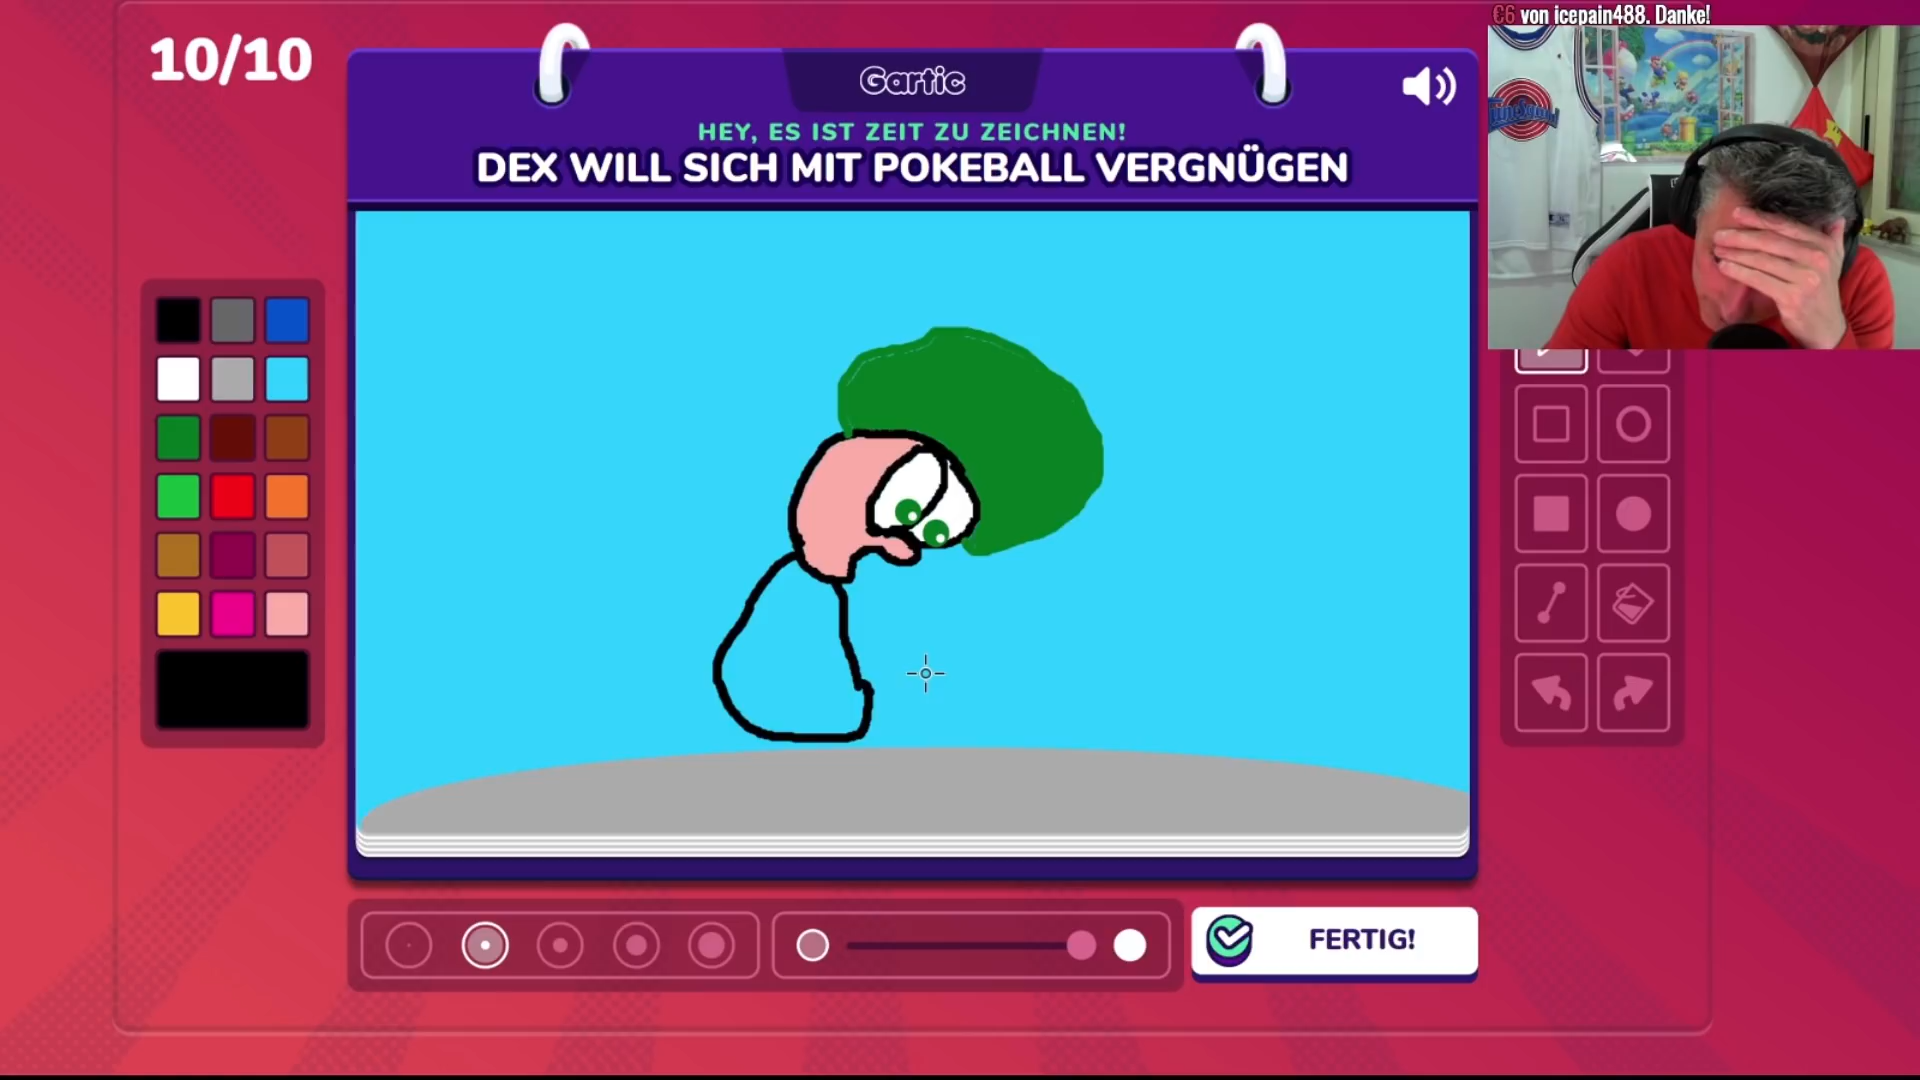 €6 von icepain488. Danke!
10/10
Gartic
HEY, ES IST ZEIT ZU ZEICHNEN!
DEX WILL SICH MIT POKEBALL VERGNÜGEN
FERTIG!